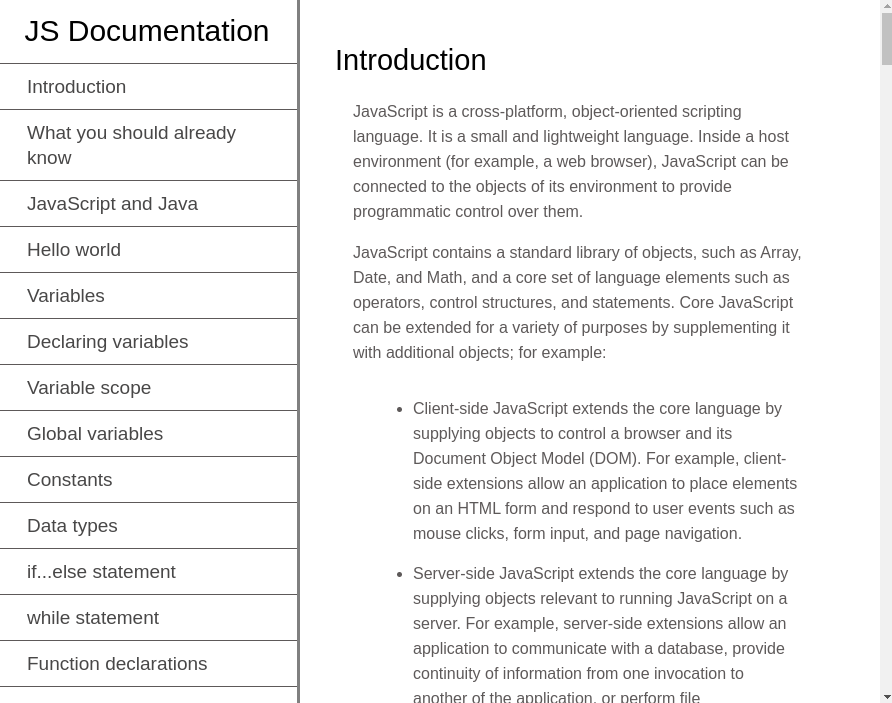 JS Documentation
Introduction
What you should already
know
JavaScript and Java
Hello world
Variables
Declaring variables
Variable scope
Global variables
Constants
Data types
if...else statement
while statement
Function declarations
Introduction
JavaScript is a cross-platform, object-oriented scripting
language. It is a small and lightweight language. Inside a host
environment (for example, a web browser), JavaScript can be
connected to the objects of its environment to provide
programmatic control over them.
JavaScript contains a standard library of objects, such as Array,
Date, and Math, and a core set of language elements such as
operators, control structures, and statements. Core JavaScript
can be extended for a variety of purposes by supplementing it
with additional objects; for example:
• Client-side JavaScript extends the core language by
supplying objects to control a browser and its
Document Object Model (DOM). For example, client-
side extensions allow an application to place elements
on an HTML form and respond to user events such as
mouse clicks, form input, and page navigation.
• Server-side JavaScript extends the core language by
supplying objects relevant to running JavaScript on a
server. For example, server-side extensions allow an
application to communicate with a database, provide
continuity of information from one invocation to
another of the application, or perform file